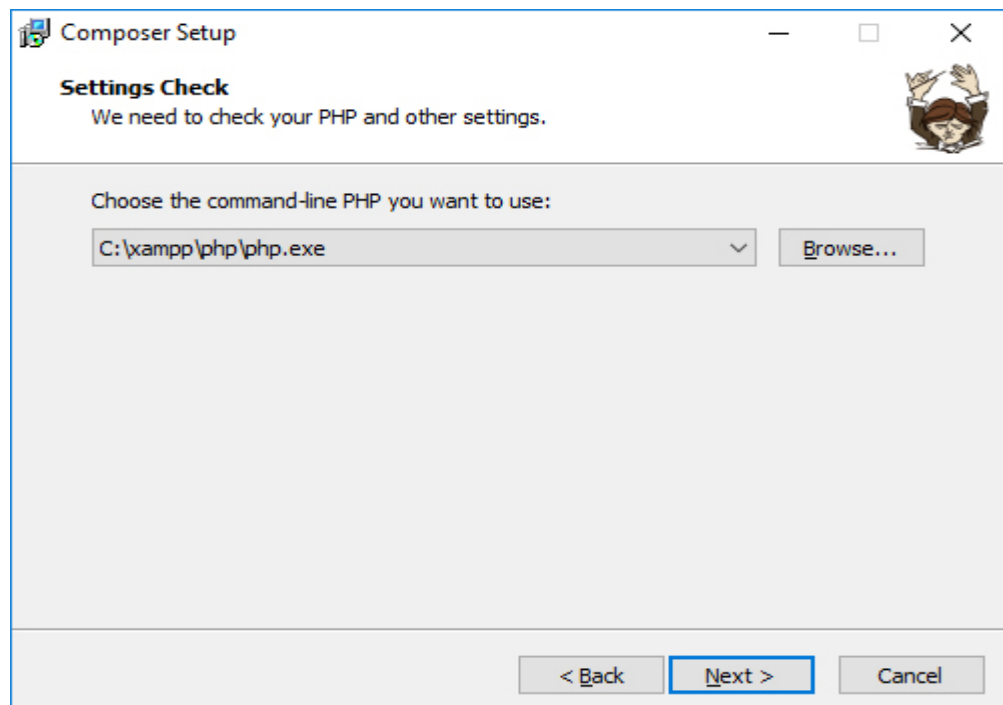 Composer Setup
Settings Check
We need to check your PHP and other settings.
Choose the command-line PHP you want to use:
C:\xampp\php\php.exe
Browse...
< Back
Next >
Cancel